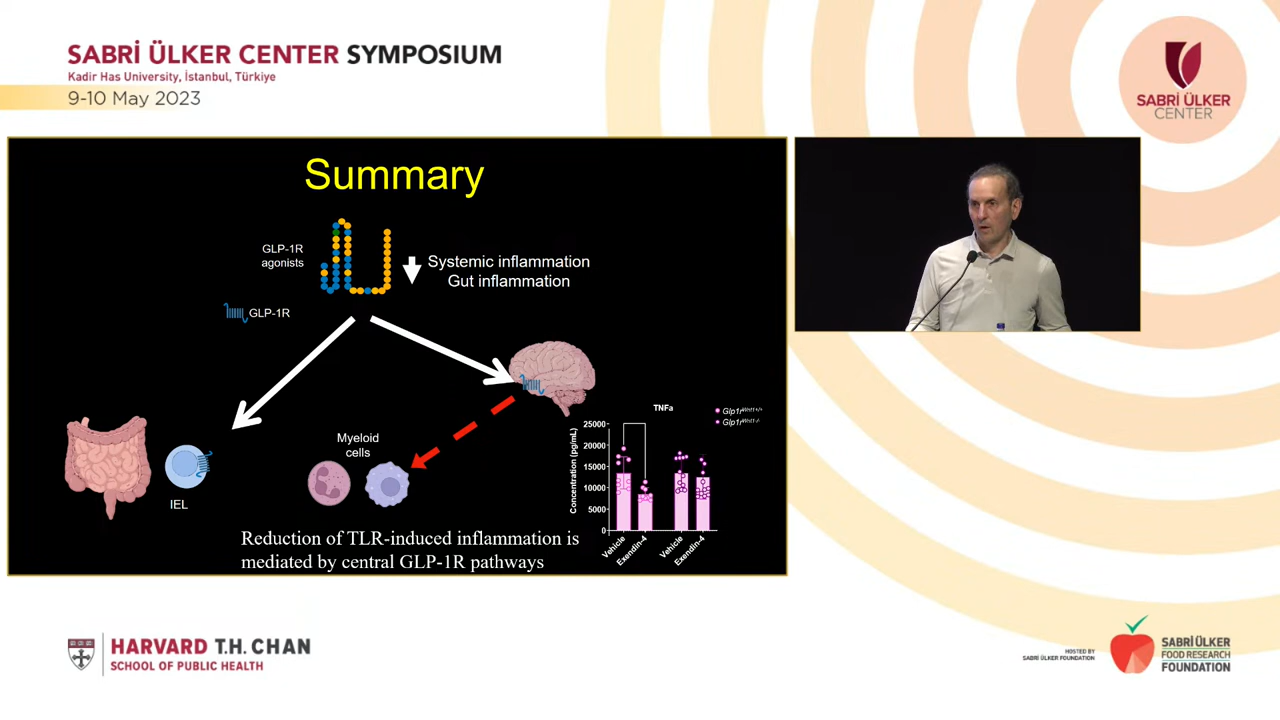 SABRİ ÜLKER CENTER SYMPOSIUM
Kadir Has University, İstanbul, Türkiye
9-10 May 2023
SABRİ ÜLKER
CENTER
Summary
GLP-1R
agonists
Systemic inflammation
Gut inflammation
GLP-1R
Myeloid
cells
IEL
Reduction of TLR-induced inflammation is
mediated by central GLP-1R pathways
TNFa
Glp1r
Glp1r
Concentration (pg/mL)
25000
20000
15000
10000
5000
0
Vehicle
Exendin-4
Vehicle
Exendin-4
HARVARD T.H. CHAN
SCHOOL OF PUBLIC HEALTH
HOSTED BY
SABRİ ÜLKER FOUNDATION
SABRİ ÜLKER
FOOD RESEARCH
FOUNDATION